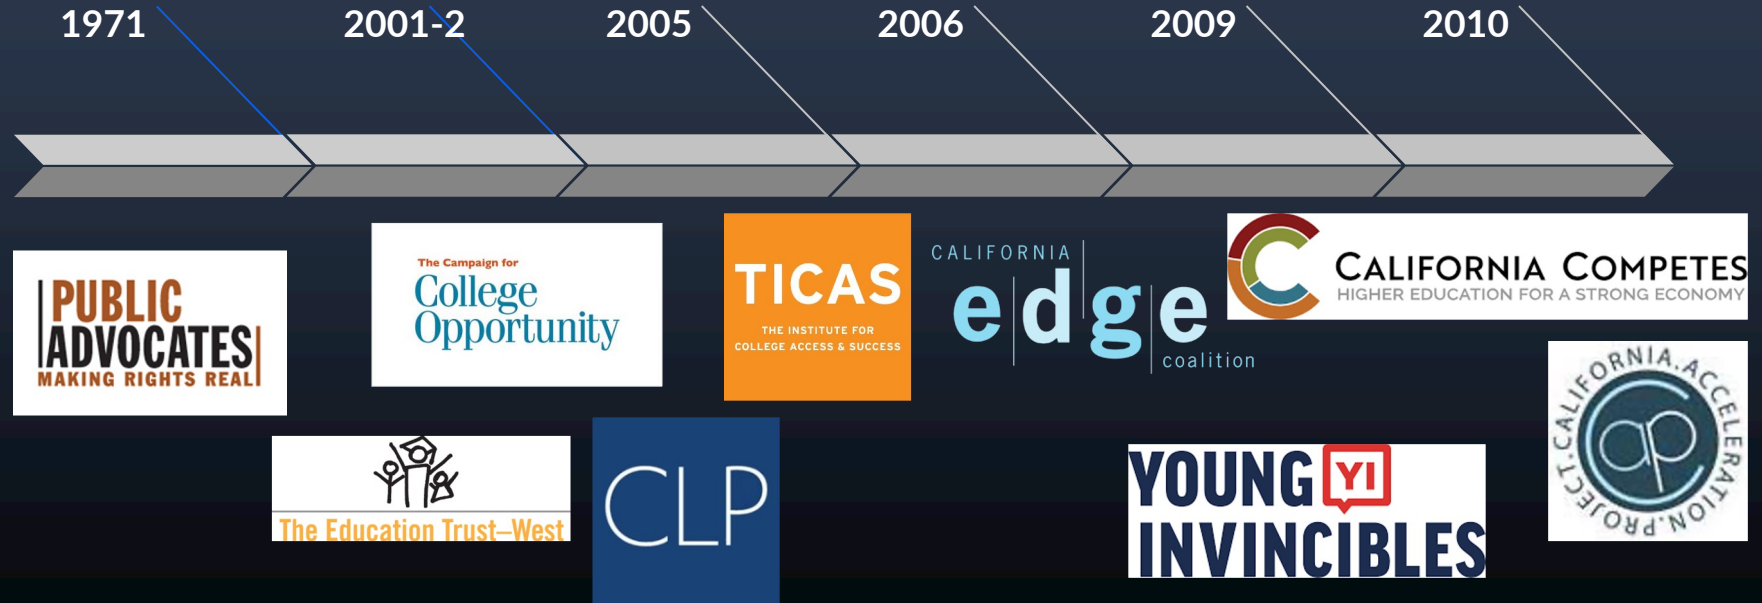 1971
2001-2
2005
2006
2009
2010
PUBLIC
ADVOCATES
MAKING RIGHTS REAL
The Campaign for
College
Opportunity
The Education Trust—West
CLP
TICAS
THE INSTITUTE FOR
COLLEGE ACCESS & SUCCESS
CALIFORNIA
edge
coalition
CALIFORNIA COMPETES
HIGHER EDUCATION FOR A STRONG ECONOMY
YOUNG YI
INVINCIBLES
CALIFORNIA.ACCELERATION.PROJECT.
cap